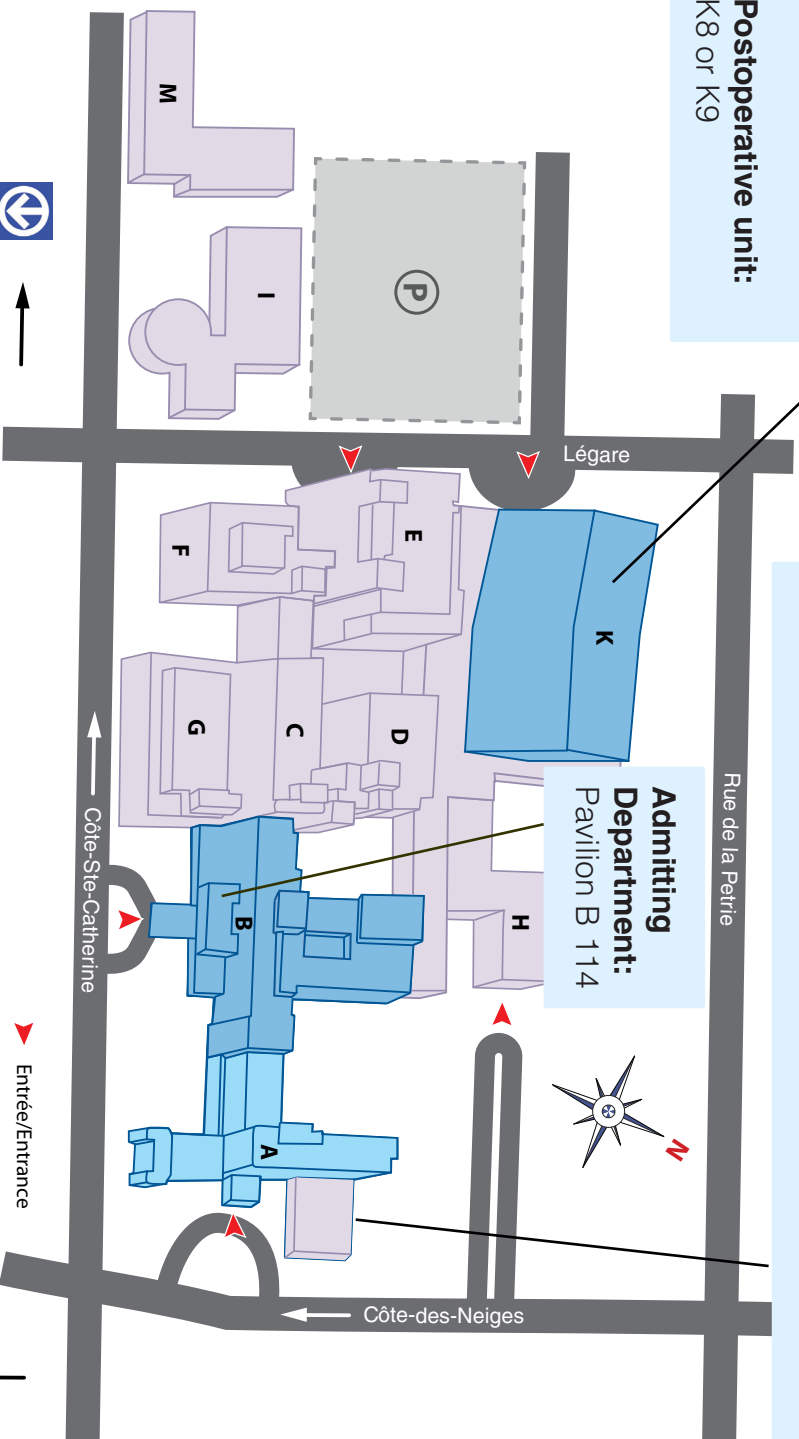 Postoperative unit:
K8 or K9
Rue de la Petrie
Admitting
Department:
Pavilion B 114
Légare
Côte-des-Neiges
N
P
K
H
E
D
C
I
A
B
G
F
M
Côte-Ste-Catherine
Entrée/Entrance